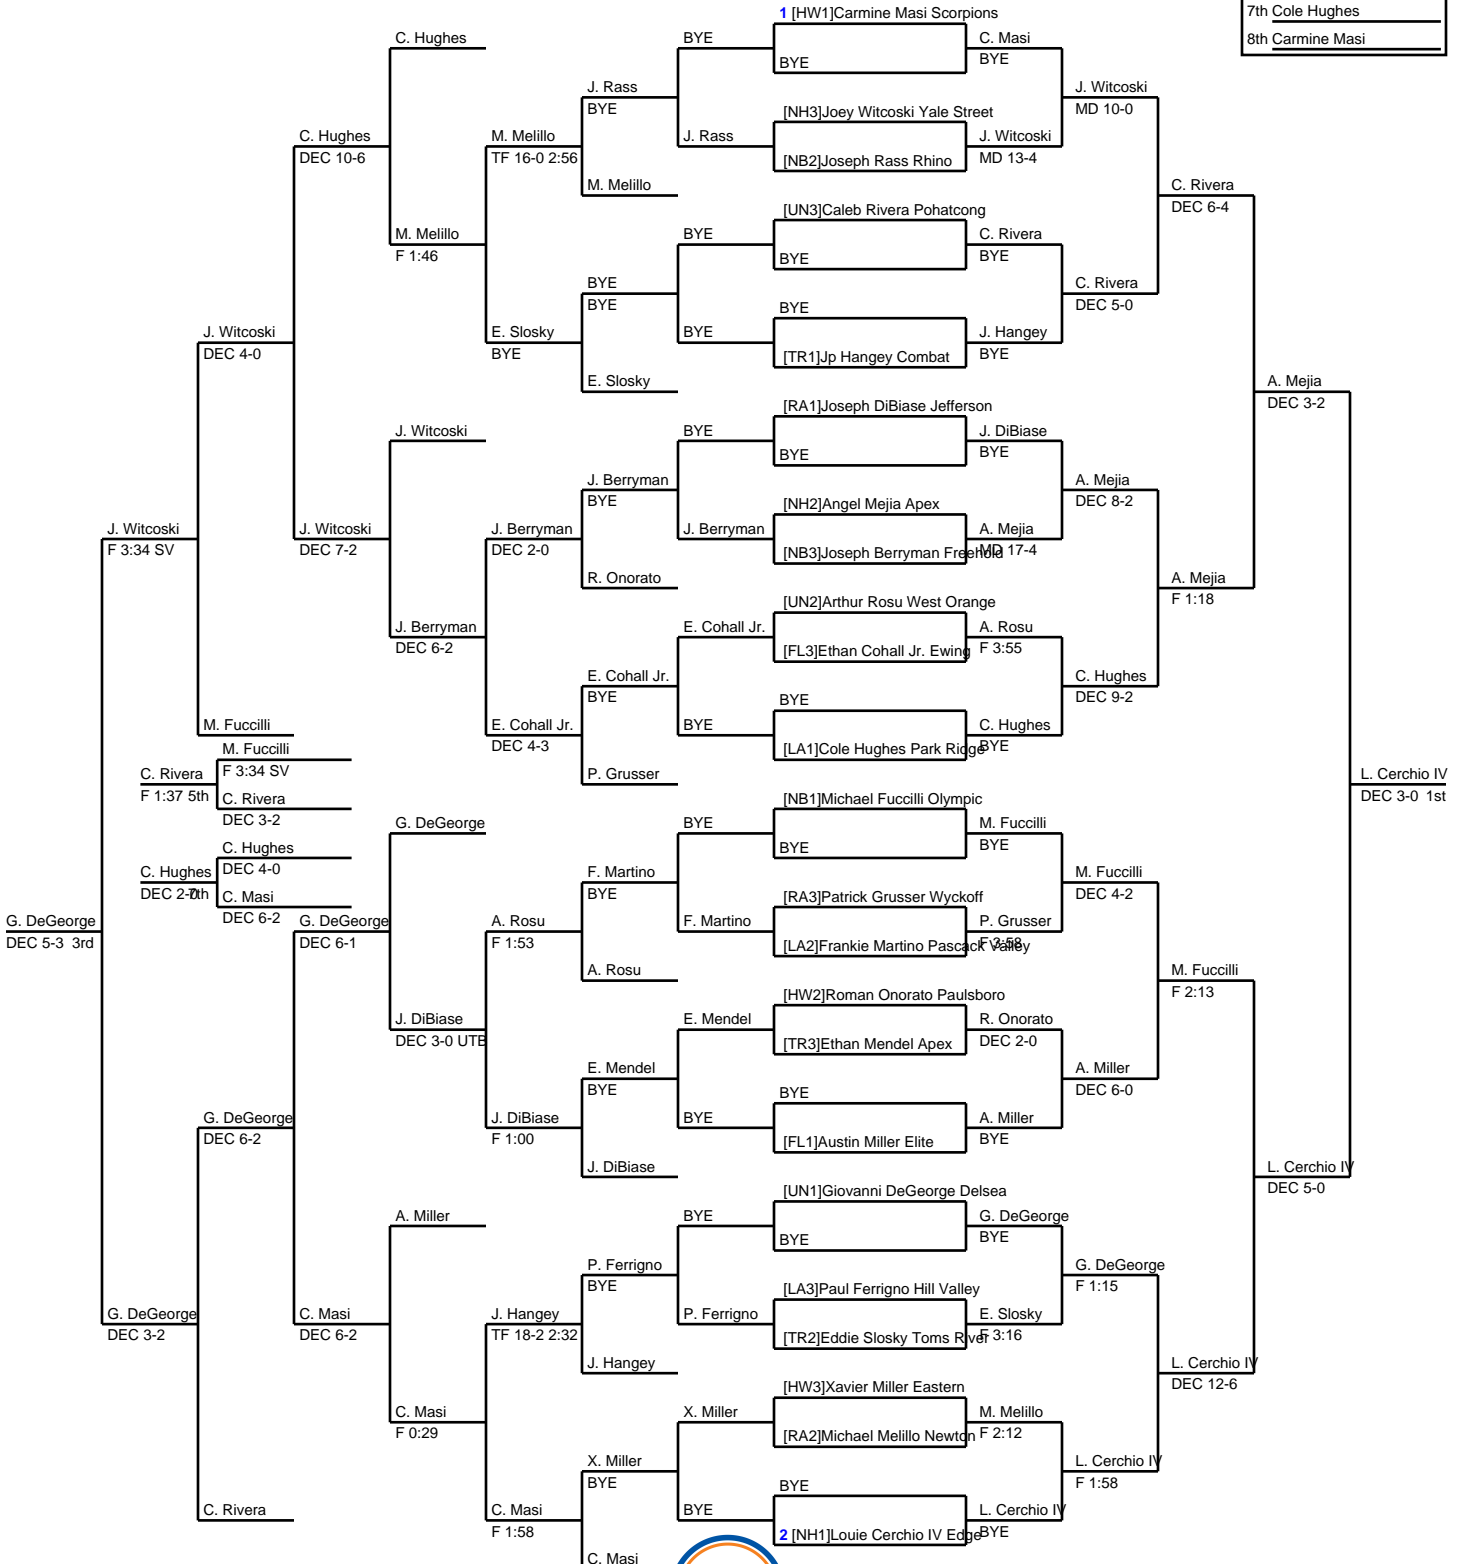 7th Cole Hughes
8th Carmine Masi
G. DeGeorge
DEC 5-3 3rd
J. Witcoski
F 3:34 SV
G. DeGeorge
DEC 3-2
J. Witcoski
DEC 4-0
M. Fuccilli
G. DeGeorge
DEC 6-2
C. Rivera
M. Fuccilli
F 3:34 SV
C. Rivera
F 1:37 5th
C. Rivera
DEC 3-2
C. Hughes
DEC 4-0
C. Hughes
DEC 2-0 7th
C. Masi
DEC 6-2
C. Hughes
DEC 10-6
J. Witcoski
DEC 7-2
G. DeGeorge
DEC 6-1
C. Masi
DEC 6-2
C. Hughes
M. Melillo
F 1:46
J. Witcoski
J. Berryman
DEC 6-2
G. DeGeorge
J. DiBiase
DEC 3-0 UTB
A. Miller
C. Masi
F 0:29
M. Melillo
TF 16-0 2:56
E. Slosky
BYE
J. Berryman
DEC 2-0
E. Cohall Jr.
DEC 4-3
A. Rosu
F 1:53
J. DiBiase
F 1:00
J. Hangey
TF 18-2 2:32
C. Masi
F 1:58
J. Rass
BYE
M. Melillo
BYE
BYE
E. Slosky
J. Berryman
BYE
R. Onorato
E. Cohall Jr.
BYE
P. Grusser
F. Martino
BYE
A. Rosu
E. Mendel
BYE
J. DiBiase
P. Ferrigno
BYE
J. Hangey
X. Miller
BYE
C. Masi
BYE
J. Rass
BYE
BYE
BYE
J. Berryman
E. Cohall Jr.
BYE
BYE
F. Martino
E. Mendel
BYE
BYE
P. Ferrigno
X. Miller
BYE
1 [HW1]Carmine Masi Scorpions
BYE
[NH3]Joey Witcoski Yale Street
[NB2]Joseph Rass Rhino
[UN3]Caleb Rivera Pohatcong
BYE
BYE
[TR1]Jp Hangey Combat
[RA1]Joseph DiBiase Jefferson
BYE
[NH2]Angel Mejia Apex
[NB3]Joseph Berryman Freehold
[UN2]Arthur Rosu West Orange
[FL3]Ethan Cohall Jr. Ewing
BYE
[LA1]Cole Hughes Park Ridge
[NB1]Michael Fuccilli Olympic
BYE
[RA3]Patrick Grusser Wyckoff
[LA2]Frankie Martino Pascack Valley
[HW2]Roman Onorato Paulsboro
[TR3]Ethan Mendel Apex
BYE
[FL1]Austin Miller Elite
[UN1]Giovanni DeGeorge Delsea
BYE
[LA3]Paul Ferrigno Hill Valley
[TR2]Eddie Slosky Toms River
[HW3]Xavier Miller Eastern
[RA2]Michael Melillo Newton
BYE
2 [NH1]Louie Cerchio IV Edge
C. Masi
BYE
J. Witcoski
MD 13-4
C. Rivera
BYE
J. Hangey
BYE
J. DiBiase
BYE
A. Mejia
MD 17-4
A. Rosu
F 3:55
C. Hughes
BYE
M. Fuccilli
BYE
P. Grusser
F 3:58
R. Onorato
DEC 2-0
A. Miller
BYE
G. DeGeorge
BYE
E. Slosky
F 3:16
M. Melillo
F 2:12
L. Cerchio IV
BYE
J. Witcoski
MD 10-0
C. Rivera
DEC 5-0
A. Mejia
DEC 8-2
C. Hughes
DEC 9-2
M. Fuccilli
DEC 4-2
A. Miller
DEC 6-0
G. DeGeorge
F 1:15
L. Cerchio IV
F 1:58
C. Rivera
DEC 6-4
A. Mejia
F 1:18
M. Fuccilli
F 2:13
L. Cerchio IV
DEC 12-6
A. Mejia
DEC 3-2
L. Cerchio IV
DEC 5-0
L. Cerchio IV
DEC 3-0 1st